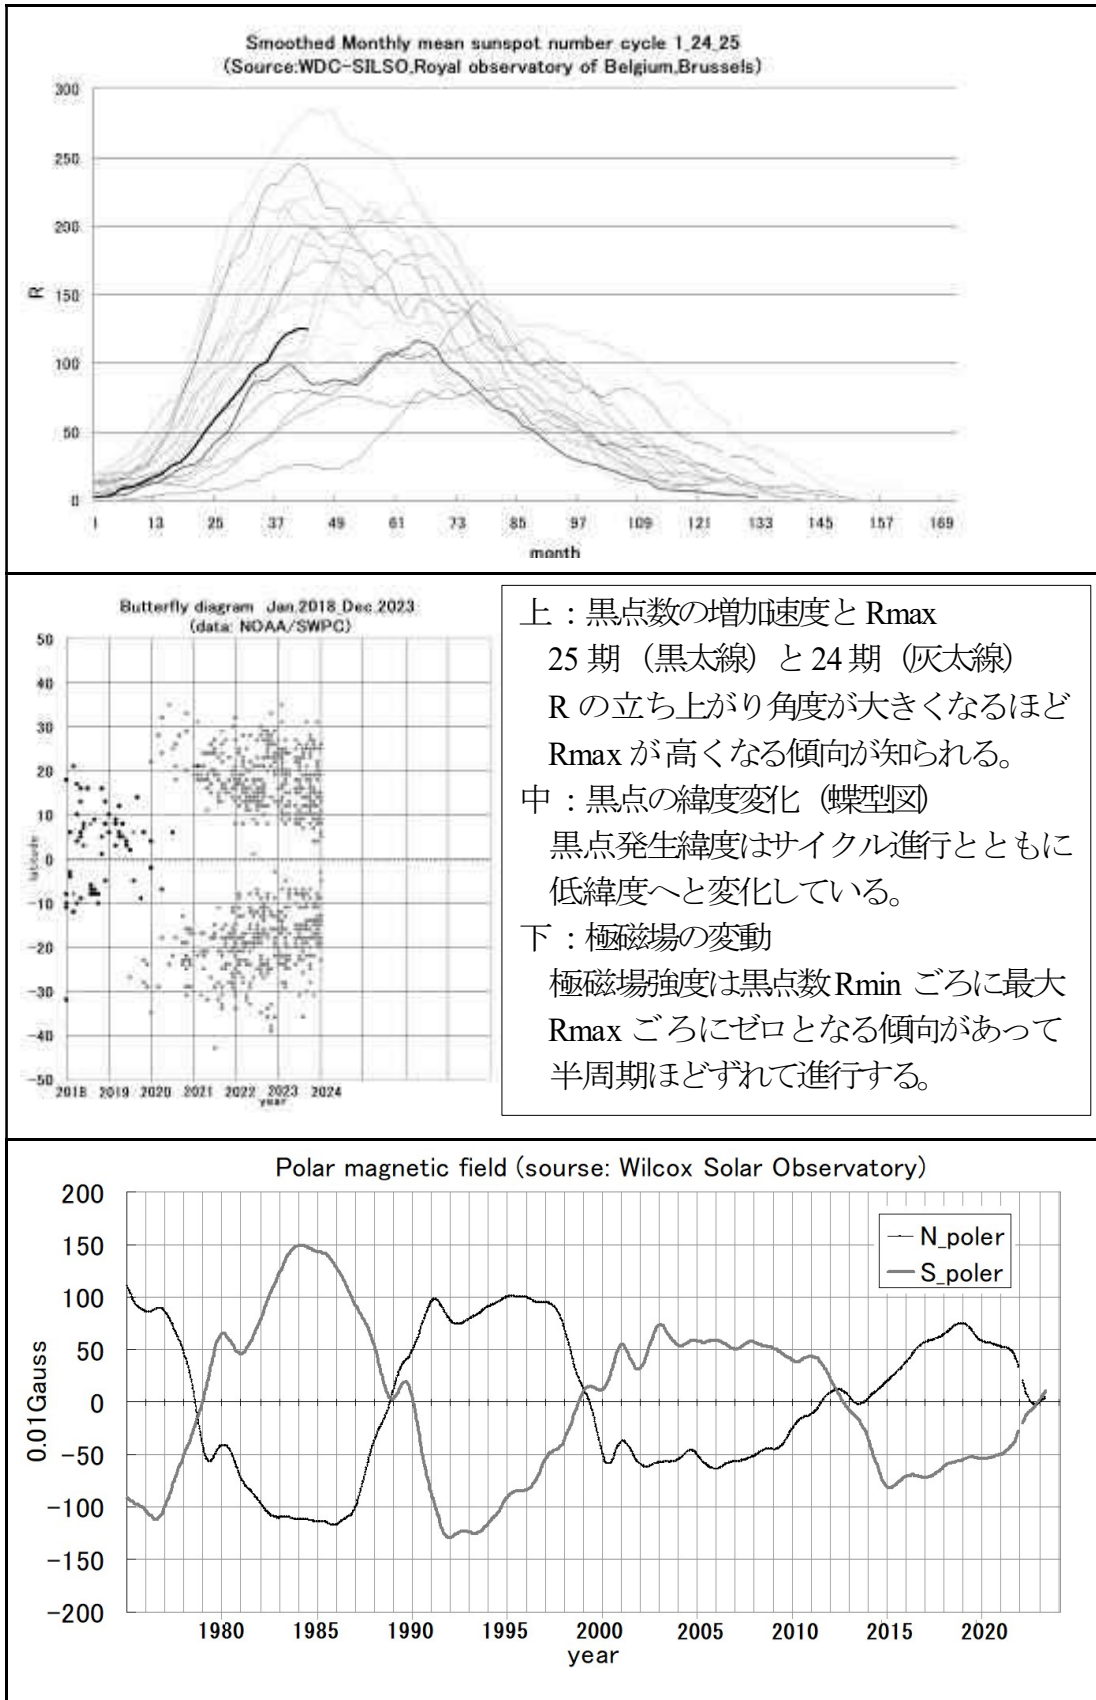 Smoothed Monthly mean sunspot number cycle 1_24_25
(Source:WDC-SILSO,Royal observatory of Belgium,Brussels)
300
250
200
150
100
50
0
R
1 13 25 37 49 61 73 85 97 109 121 133 145 157 169
month
Butterfly diagram Jan.2018_Dec.2023
(data: NOAA/SWPC)
50
40
30
20
10
0
-10
-20
-30
-40
-50
latitude
2018 2019 2020 2021 2022 2023 2024
year
上：黒点数の増加速度と Rmax
25 期（黒太線）と 24 期（灰太線）
R の立ち上がり角度が大きくなるほど
Rmax が高くなる傾向が知られる。
中：黒点の緯度変化（蝶型図）
黒点発生緯度はサイクル進行とともに
低緯度へと変化している。
下：極磁場の変動
極磁場強度は黒点数 Rmin ごろに最大
Rmax ごろにゼロとなる傾向があって
半周期ほどずれて進行する。
Polar magnetic field (sourse: Wilcox Solar Observatory)
200
150
100
50
0
-50
-100
-150
-200
0.01Gauss
N_poler
S_poler
1980 1985 1990 1995 2000 2005 2010 2015 2020
year